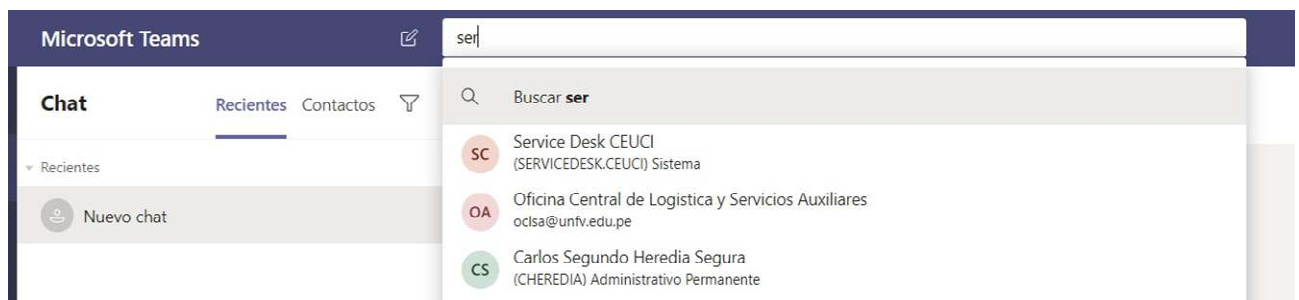 Microsoft Teams
ser
Chat
Recientes Contactos
Buscar ser
Recientes
Nuevo chat
SC
Service Desk CEUCI
(SERVICEDESK.CEUCI) Sistema
OA
Oficina Central de Logistica y Servicios Auxiliares
oclsa@unfv.edu.pe
CS
Carlos Segundo Heredia Segura
(CHEREDIA) Administrativo Permanente